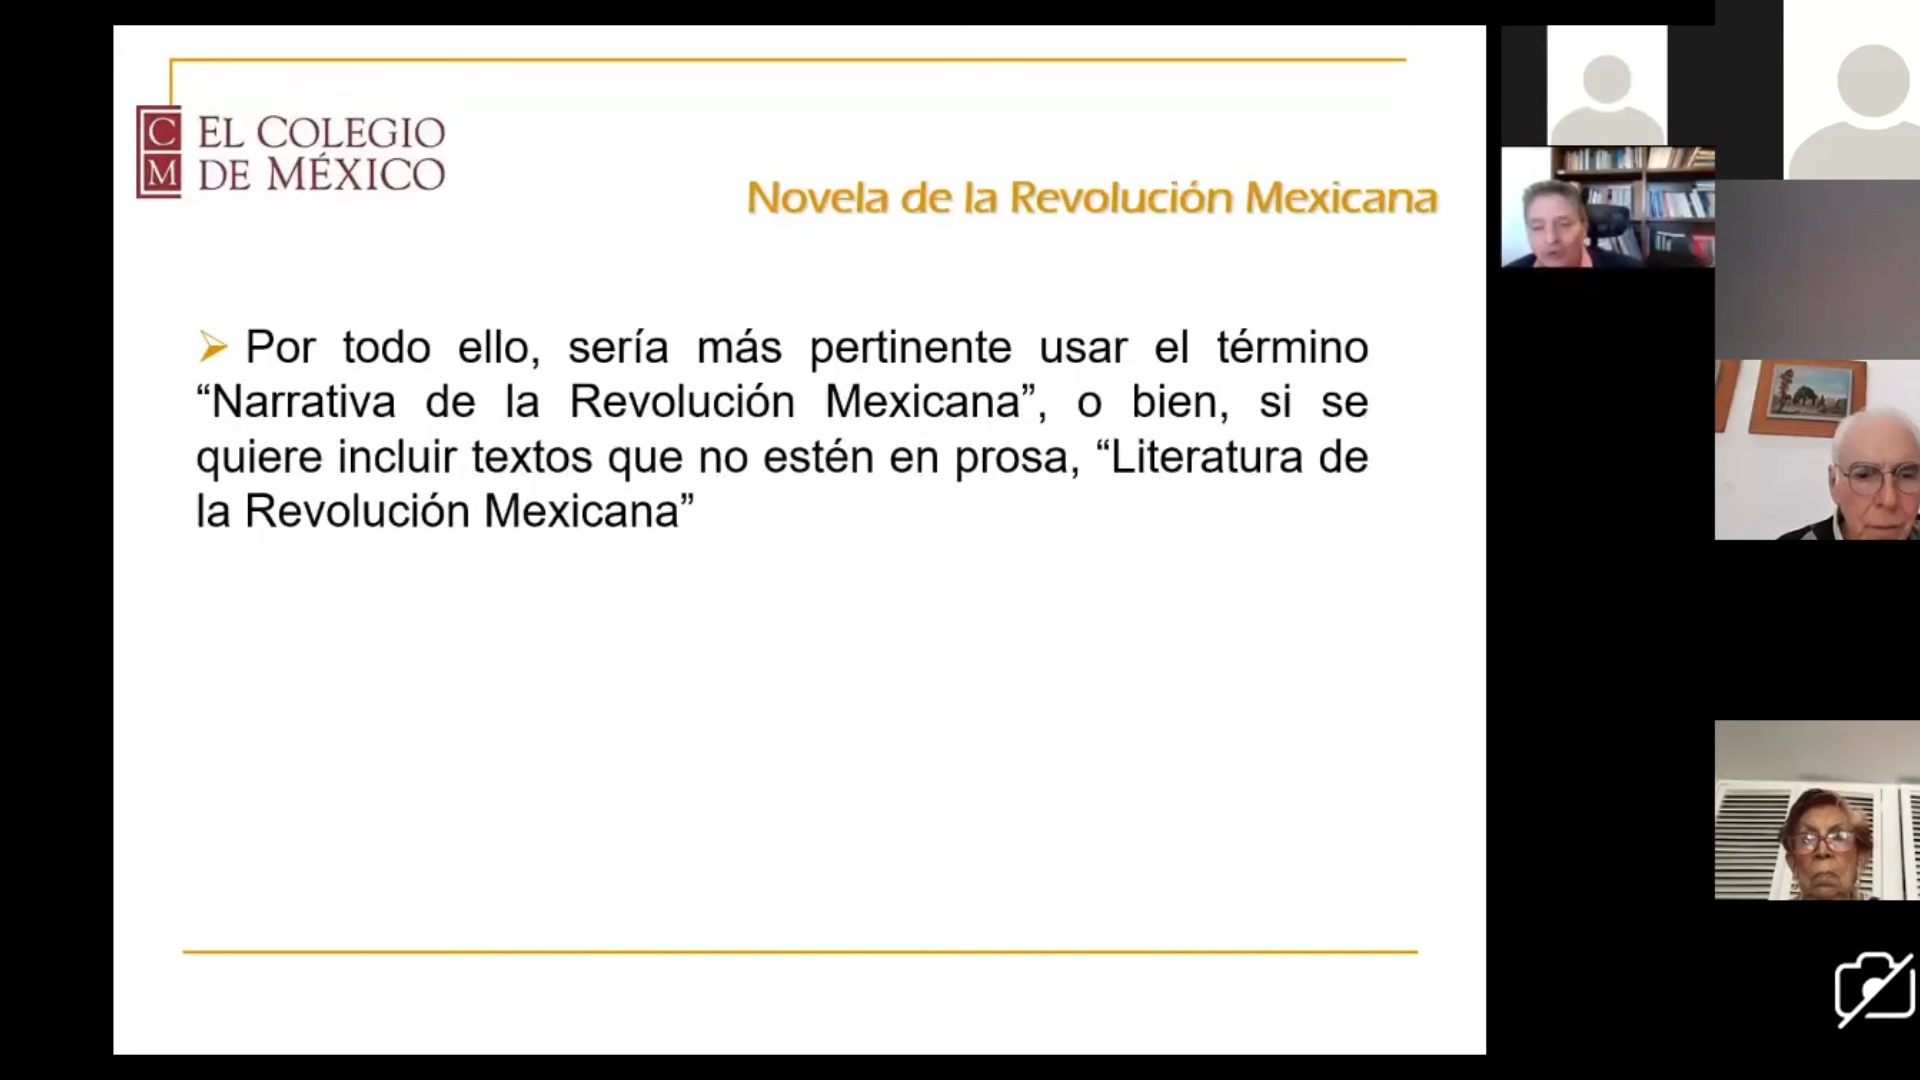 C
M
EL COLEGIO
DE MÉXICO
Novela de la Revolución Mexicana
Por todo ello, sería más pertinente usar el término
“Narrativa de la Revolución Mexicana”, o bien, si se
quiere incluir textos que no estén en prosa, “Literatura de
la Revolución Mexicana”